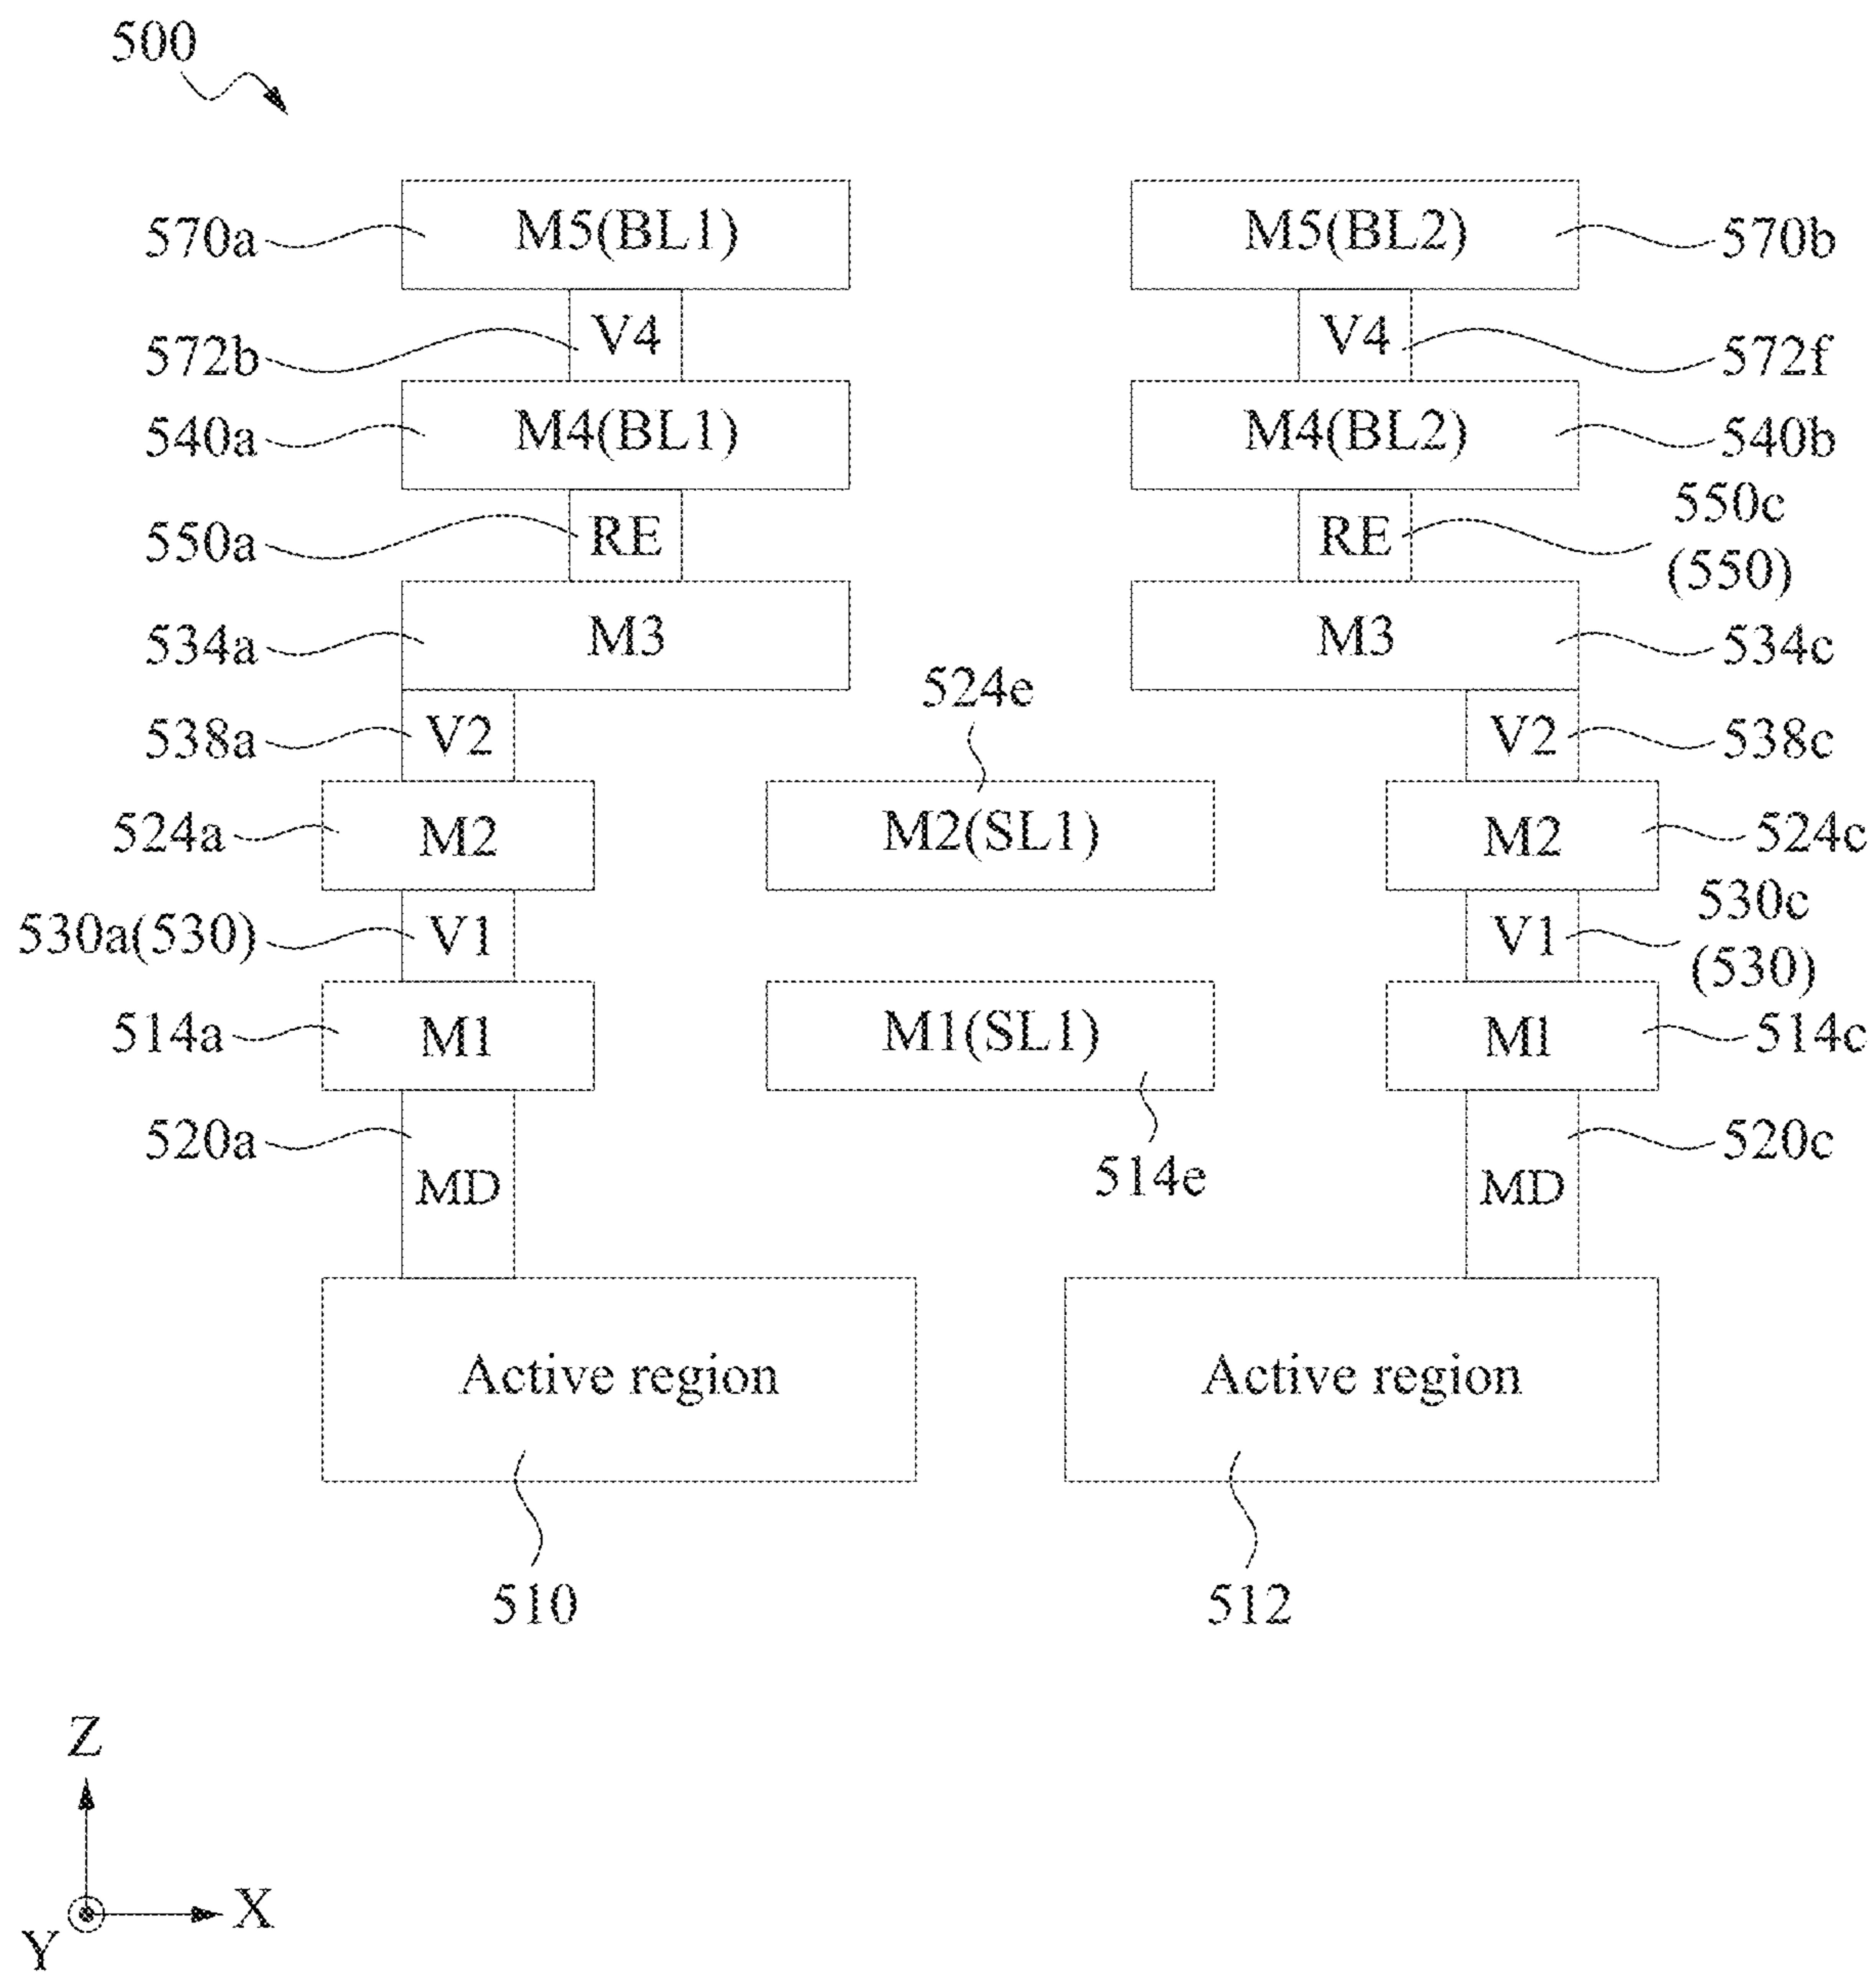 500
570a M5(BL1) M5(BL2) 570b
572b V4 V4 572f
540a M4(BL1) M4(BL2) 540b
550a RE RE 550c
(550)
534a M3 M3 534c
524e
538a V2 V2 538c
524a M2 M2(SL1) M2 524c
530a(530) V1 V1 530c
(530)
514a M1 M1(SL1) M1 514c
520a 520c
514e
MD MD
Active region Active region
510 512
Z
X
Y